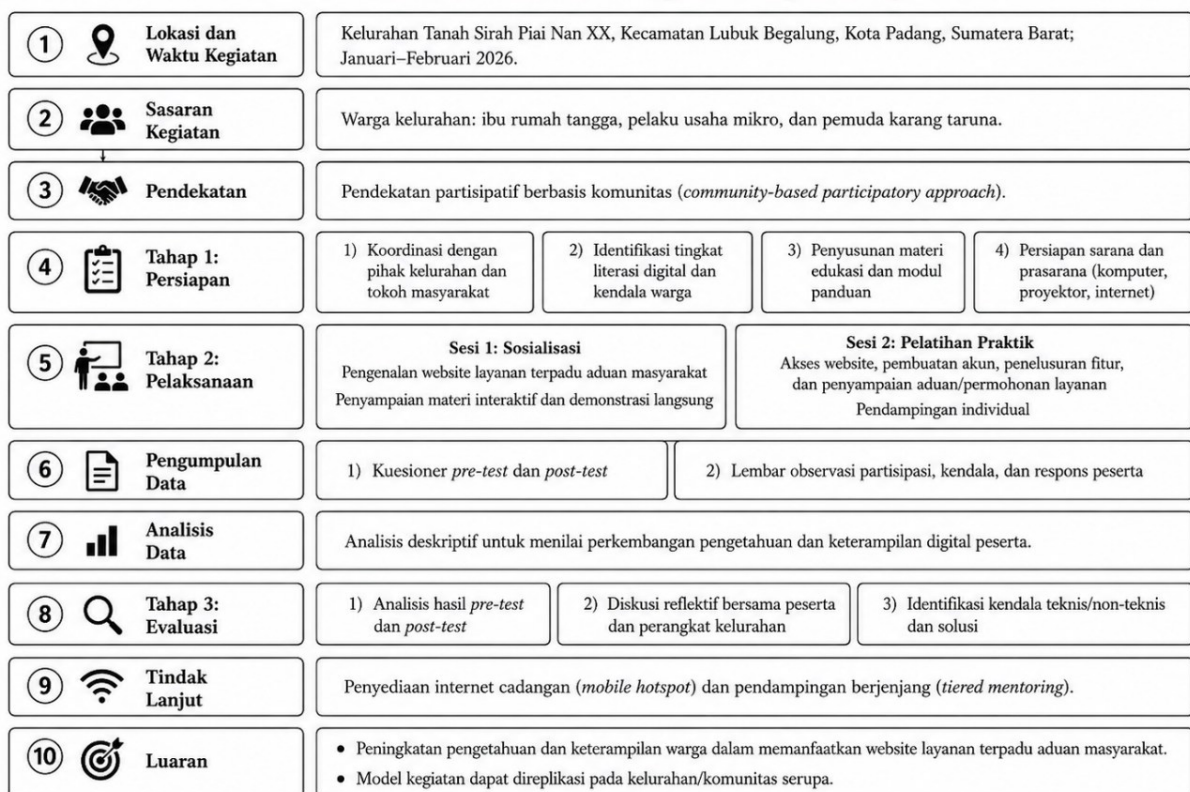 1
Lokasi dan
Waktu Kegiatan
Kelurahan Tanah Sirah Piai Nan XX, Kecamatan Lubuk Begalung, Kota Padang, Sumatera Barat;
Januari–Februari 2026.
2
Sasaran
Kegiatan
Warga kelurahan: ibu rumah tangga, pelaku usaha mikro, dan pemuda karang taruna.
3
Pendekatan
Pendekatan partisipatif berbasis komunitas (community-based participatory approach).
4
Tahap 1:
Persiapan
1) Koordinasi dengan
pihak kelurahan dan
tokoh masyarakat
2) Identifikasi tingkat
literasi digital dan
kendala warga
3) Penyusunan materi
edukasi dan modul
panduan
4) Persiapan sarana dan
prasarana (komputer,
proyektor, internet)
5
Tahap 2:
Pelaksanaan
Sesi 1: Sosialisasi
Pengenalan website layanan terpadu aduan masyarakat
Penyampaian materi interaktif dan demonstrasi langsung
Sesi 2: Pelatihan Praktik
Akses website, pembuatan akun, penelusuran fitur,
dan penyampaian aduan/permohonan layanan
Pendampingan individual
6
Pengumpulan
Data
1) Kuesioner pre-test dan post-test
2) Lembar observasi partisipasi, kendala, dan respons peserta
7
Analisis
Data
Analisis deskriptif untuk menilai perkembangan pengetahuan dan keterampilan digital peserta.
8
Tahap 3:
Evaluasi
1) Analisis hasil pre-test
dan post-test
2) Diskusi reflektif bersama peserta
dan perangkat kelurahan
3) Identifikasi kendala teknis/non-teknis
dan solusi
9
Tindak
Lanjut
Penyediaan internet cadangan (mobile hotspot) dan pendampingan berjenjang (tiered mentoring).
10
Luaran
• Peningkatan pengetahuan dan keterampilan warga dalam memanfaatkan website layanan terpadu aduan masyarakat.
• Model kegiatan dapat direplikasi pada kelurahan/komunitas serupa.